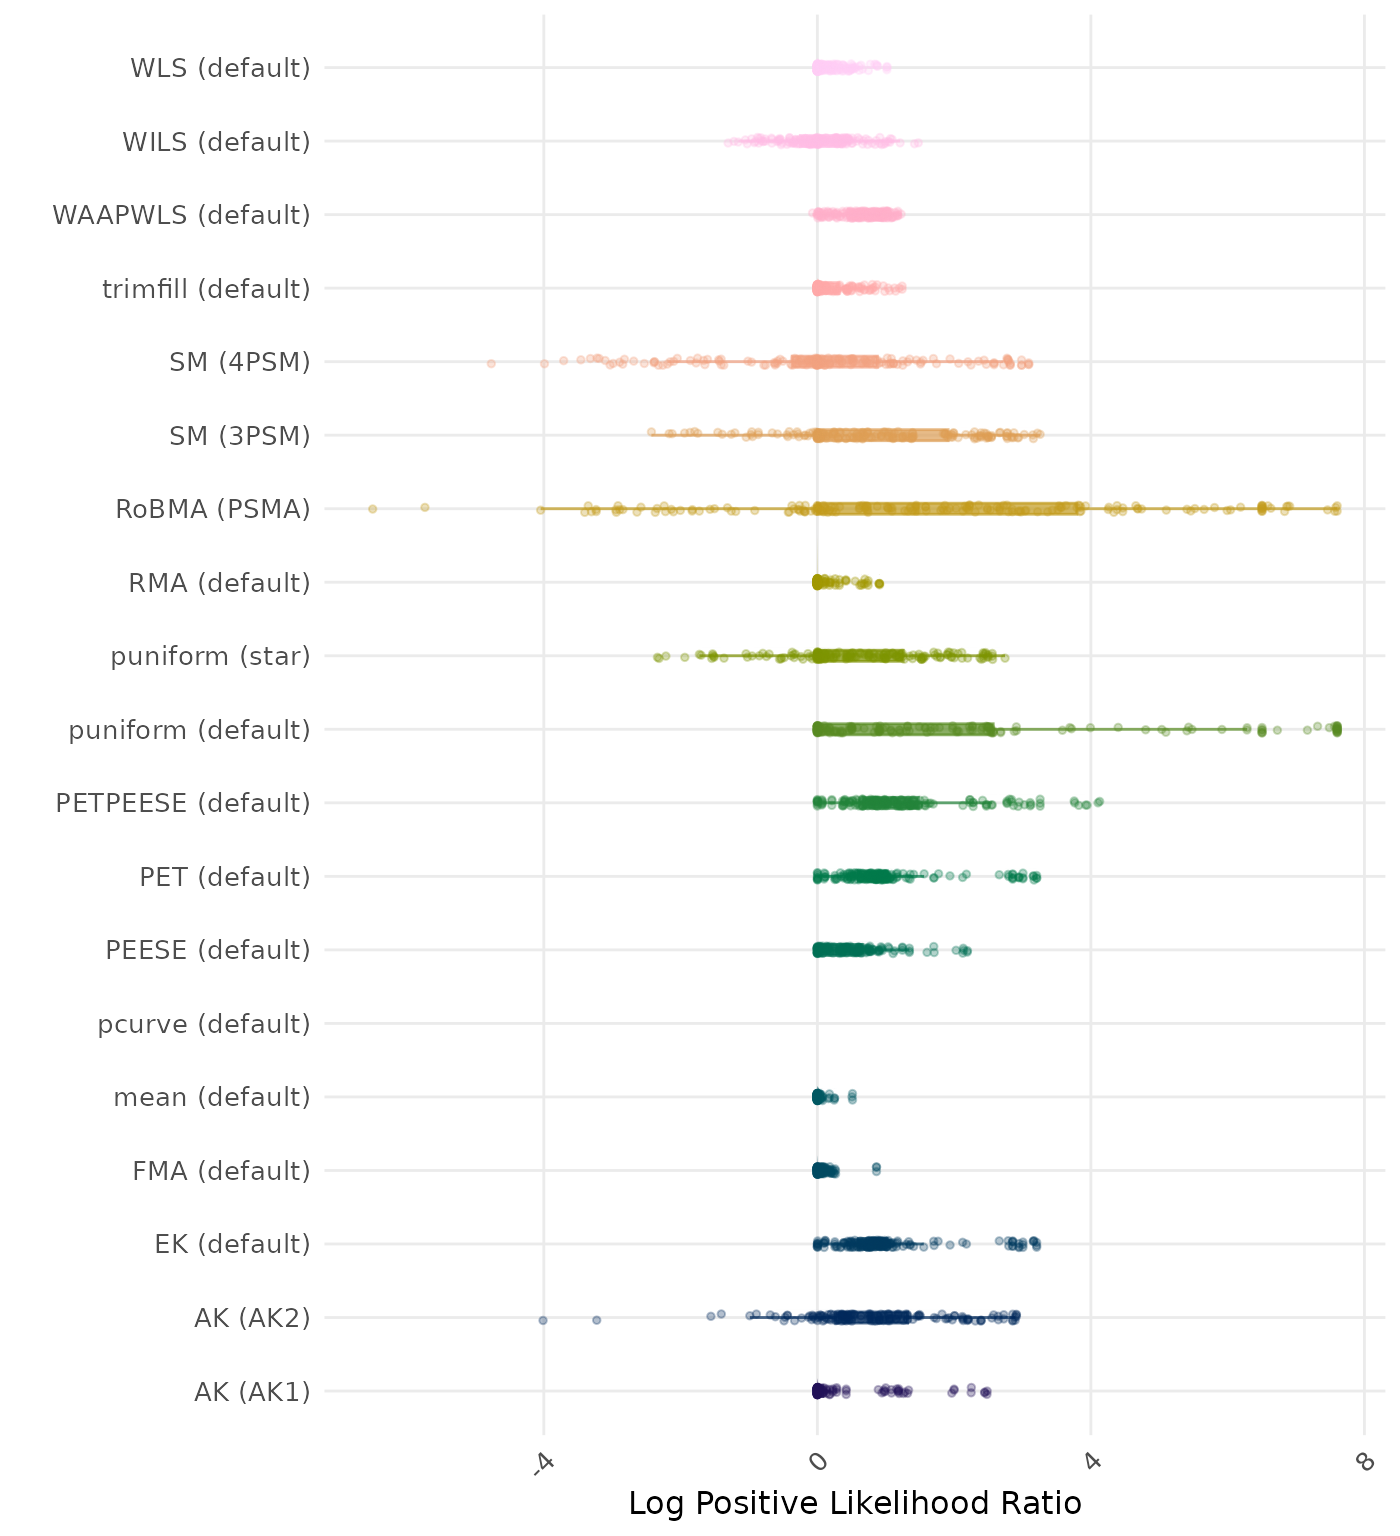 WLS (default)
WILS (default)
WAAPWLS (default)
trimfill (default)
SM (4PSM)
SM (3PSM)
RoBMA (PSMA)
RMA (default)
puniform (star)
puniform (default)
PETPEESE (default)
PET (default)
PEESE (default)
pcurve (default)
mean (default)
FMA (default)
EK (default)
AK (AK2)
AK (AK1)
-4 0 4 8
Log Positive Likelihood Ratio